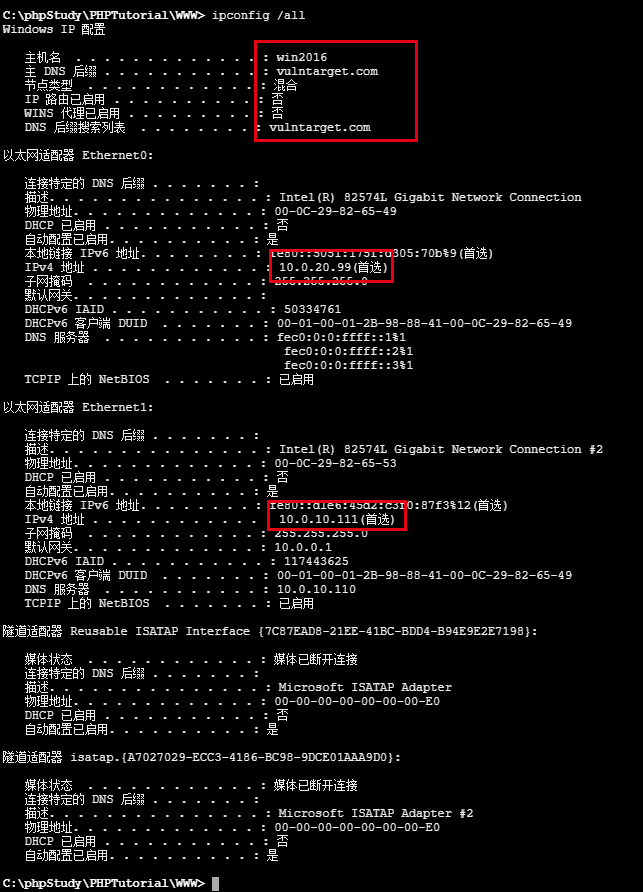 C:\phpStudy\PHPTutorial\WWW> ipconfig /all
Windows IP 配置
主机名 . . . . . . . . . . . . . : win2016
主 DNS 后缀 . . . . . . . . . . . : vulntarget.com
节点类型 . . . . . . . . . . . . : 混合
IP 路由已启用 . . . . . . . . . . : 否
WINS 代理已启用 . . . . . . . . . : 否
DNS 后缀搜索列表 . . . . . . . . : vulntarget.com
以太网适配器 Ethernet0:
连接特定的 DNS 后缀 . . . . . . . :
描述. . . . . . . . . . . . . . . : Intel(R) 82574L Gigabit Network Connection
物理地址. . . . . . . . . . . . . : 00-0C-29-82-65-49
DHCP 已启用 . . . . . . . . . . . : 否
自动配置已启用. . . . . . . . . . : 是
本地链接 IPv6 地址. . . . . . . . :
IPv4 地址 . . . . . . . . . . . . : 10.0.20.99(首选)
子网掩码 . . . . . . . . . . . . : 255.255.255.0
默认网关. . . . . . . . . . . . . :
DHCPv6 IAID . . . . . . . . . . . : 50334761
DHCPv6 客户端 DUID . . . . . . . : 00-01-00-01-2B-98-88-41-00-0C-29-82-65-49
DNS 服务器 . . . . . . . . . . . : fec0:0:0:ffff::1%1
fec0:0:0:ffff::2%1
fec0:0:0:ffff::3%1
TCPIP 上的 NetBIOS . . . . . . . : 已启用
以太网适配器 Ethernet1:
连接特定的 DNS 后缀 . . . . . . . :
描述. . . . . . . . . . . . . . . : Intel(R) 82574L Gigabit Network Connection #2
物理地址. . . . . . . . . . . . . : 00-0C-29-82-65-53
DHCP 已启用 . . . . . . . . . . . : 否
自动配置已启用. . . . . . . . . . : 是
本地链接 IPv6 地址. . . . . . . . :
IPv4 地址 . . . . . . . . . . . . : 10.0.10.111(首选)
子网掩码 . . . . . . . . . . . . : 255.255.255.0
默认网关. . . . . . . . . . . . . : 10.0.0.1
DHCPv6 IAID . . . . . . . . . . . : 117443625
DHCPv6 客户端 DUID . . . . . . . : 00-01-00-01-2B-98-88-41-00-0C-29-82-65-49
DNS 服务器 . . . . . . . . . . . : 10.0.10.110
TCPIP 上的 NetBIOS . . . . . . . : 已启用
隧道适配器 Reusable ISATAP Interface {7C87EAD8-21EE-41BC-BDD4-B94E9E2E7198}:
媒体状态 . . . . . . . . . . . . : 媒体已断开连接
连接特定的 DNS 后缀 . . . . . . . :
描述. . . . . . . . . . . . . . . : Microsoft ISATAP Adapter
物理地址. . . . . . . . . . . . . : 00-00-00-00-00-00-00-E0
DHCP 已启用 . . . . . . . . . . . : 否
自动配置已启用. . . . . . . . . . : 是
隧道适配器 isatap.{A7027029-ECC3-4186-BC98-9DCE01AAA9D0}:
媒体状态 . . . . . . . . . . . . : 媒体已断开连接
连接特定的 DNS 后缀 . . . . . . . :
描述. . . . . . . . . . . . . . . : Microsoft ISATAP Adapter #2
物理地址. . . . . . . . . . . . . : 00-00-00-00-00-00-00-E0
DHCP 已启用 . . . . . . . . . . . : 否
自动配置已启用. . . . . . . . . . : 是
C:\phpStudy\PHPTutorial\WWW>